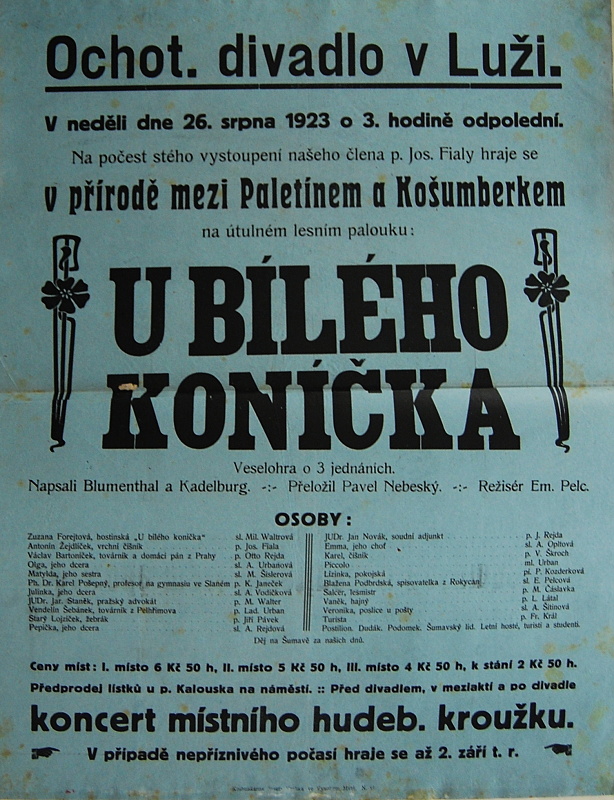 Ochot. divadlo v Luži.
V neděli dne 26. srpna 1923 o 3. hodině odpolední.
Na počest stého vystoupení našeho člena p. Jos. Fialy hraje se
v přírodě mezi Paletínem a Košumberkem
na útulném lesním palouku:
U BÍLÉHO
KONÍČKA
Veselohra o 3 jednáních.
Napsali Blumenthal a Kadelburg. -:- Přeložil Pavel Nebeský. -:- Režisér Em. Pelc.
OSOBY:
Zuzana Forejtová, hostinská „U bílého koníčka“ sl. Mil. Waltrová
Antonín Žejdlíček, vrchní číšník p. Jos. Fiala
Václav Bartoníček, továrník a domácí pán z Prahy p. Otto Rejda
Olga, jeho dcera sl. A. Urbanová
Matylda, jeho sestra sl. M. Šislerová
Ph. Dr. Karel Pošepný, profesor na gymnasiu ve Slaném p. K. Janeček
Julinka, jeho dcera sl. A. Vodičková
JUDr. Jar. Staněk, pražský advokát p. M. Walter
Vendelín Šebánek, továrník z Pelhřimova p. Lad. Urban
Starý Lojzíček, žebrák p. Jiří Pávek
Pepička, jeho dcera sl. A. Rejdová
JUDr. Jan Novák, soudní adjunkt p. J. Rejda
Emma, jeho choť sl. A. Opltová
Karel, číšník p. V. Škroch
Piccolo ml. Urban
Lizinka, pokojská pí. P. Kozderková
Blažena Podbrdská, spisovatelka z Rokycan sl. E. Pelcová
Šalcer, lesmistr p. M. Čáslavka
Vaněk, hajný p. L. Látal
Veronika, poslice u pošty sl. A. Šitinová
Turista p. Fr. Král
Postilion. Dudák. Podomek. Šumavský lid. Letní hosté, turisti a studenti.
Děj na Šumavě za našich dnů.
Ceny míst: I. místo 6 Kč 50 h, II. místo 5 Kč 50 h, III. místo 4 Kč 50 h, k stání 2 Kč 50 h.
Předprodej lístků u p. Kalouska na náměstí. :: Před divadlem, v meziaktí a po divadle
koncert místního hudeb. kroužku.
V případě nepříznivého počasí hraje se až 2. září t. r.